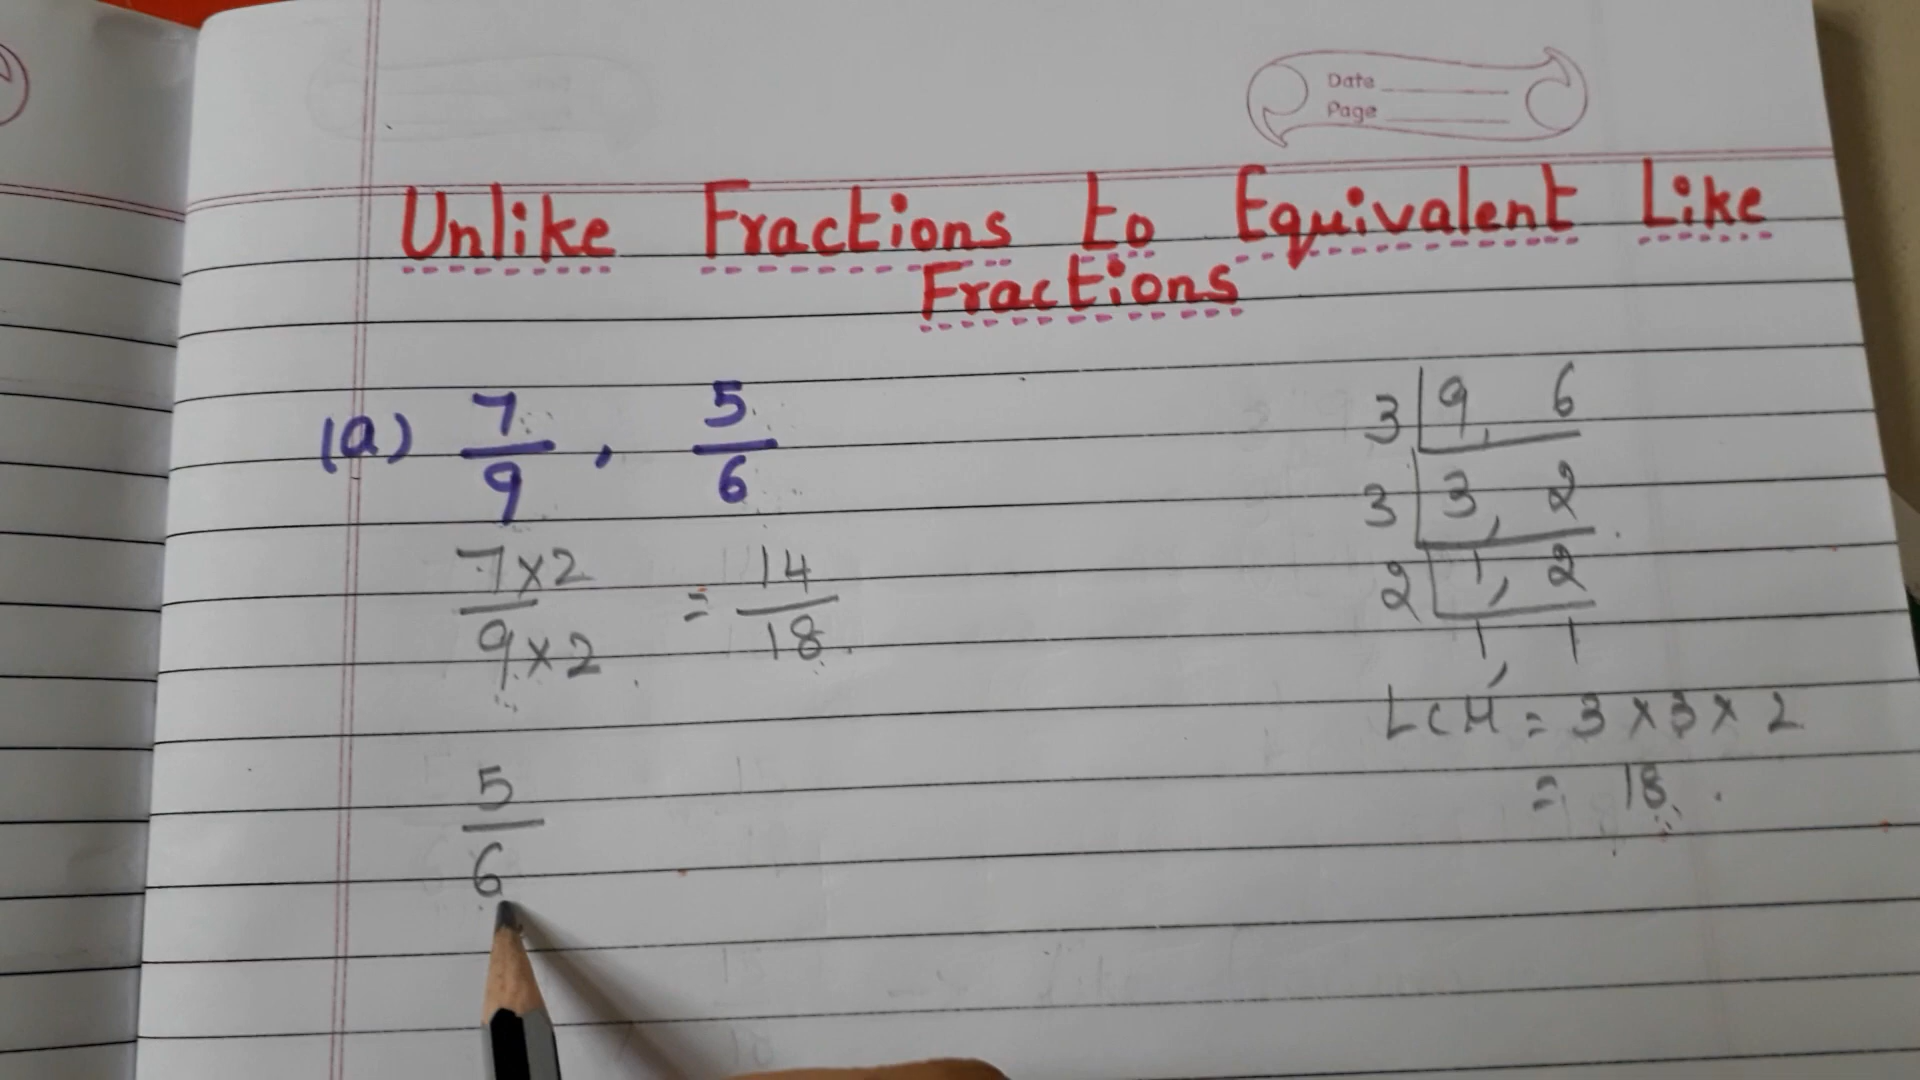 Date
Page
Unlike Fractions to Equivalent Like
Fractions
(a) 7/9 , 5/6
7×2/9×2 = 14/18
5/6
3 | 9, 6
3 | 3, 2
2 | 1, 2
1, 1
LCM = 3 × 3 × 2
= 18.